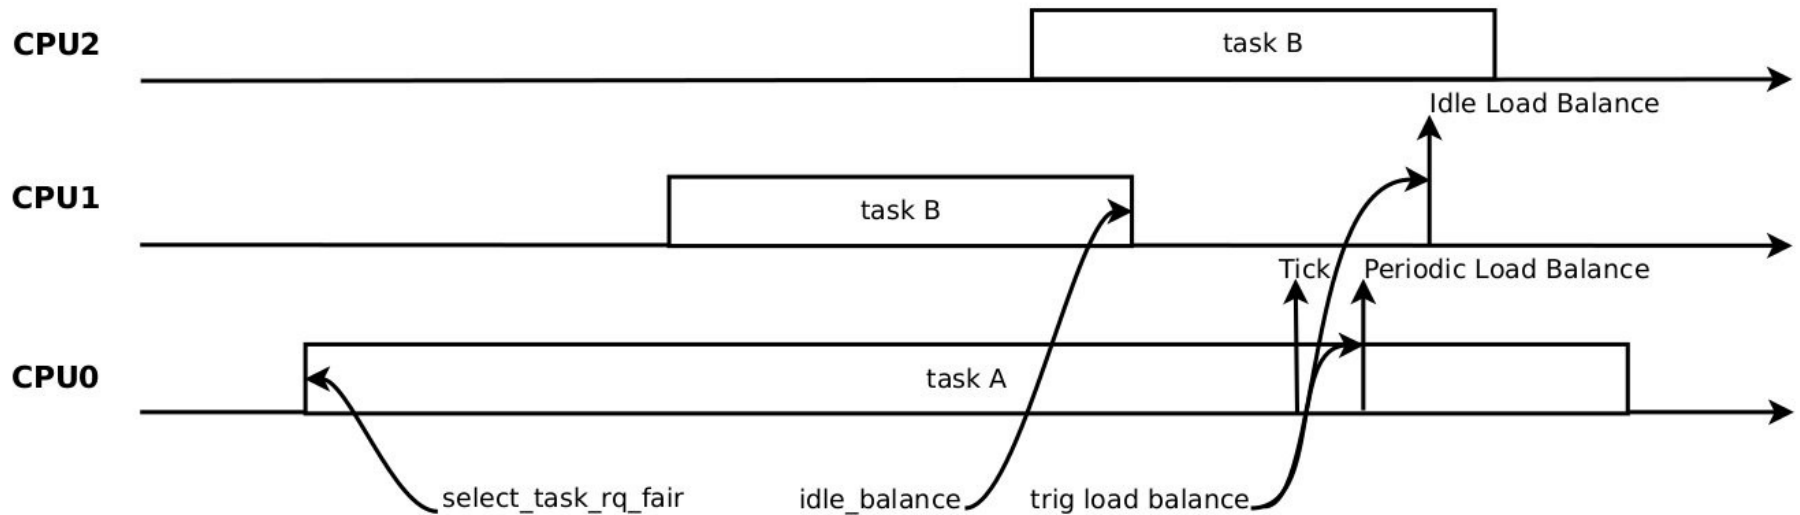 CPU2
task B
Idle Load Balance
CPU1
task B
Tick
Periodic Load Balance
CPU0
task A
select_task_rq_fair
idle_balance
trig load balance